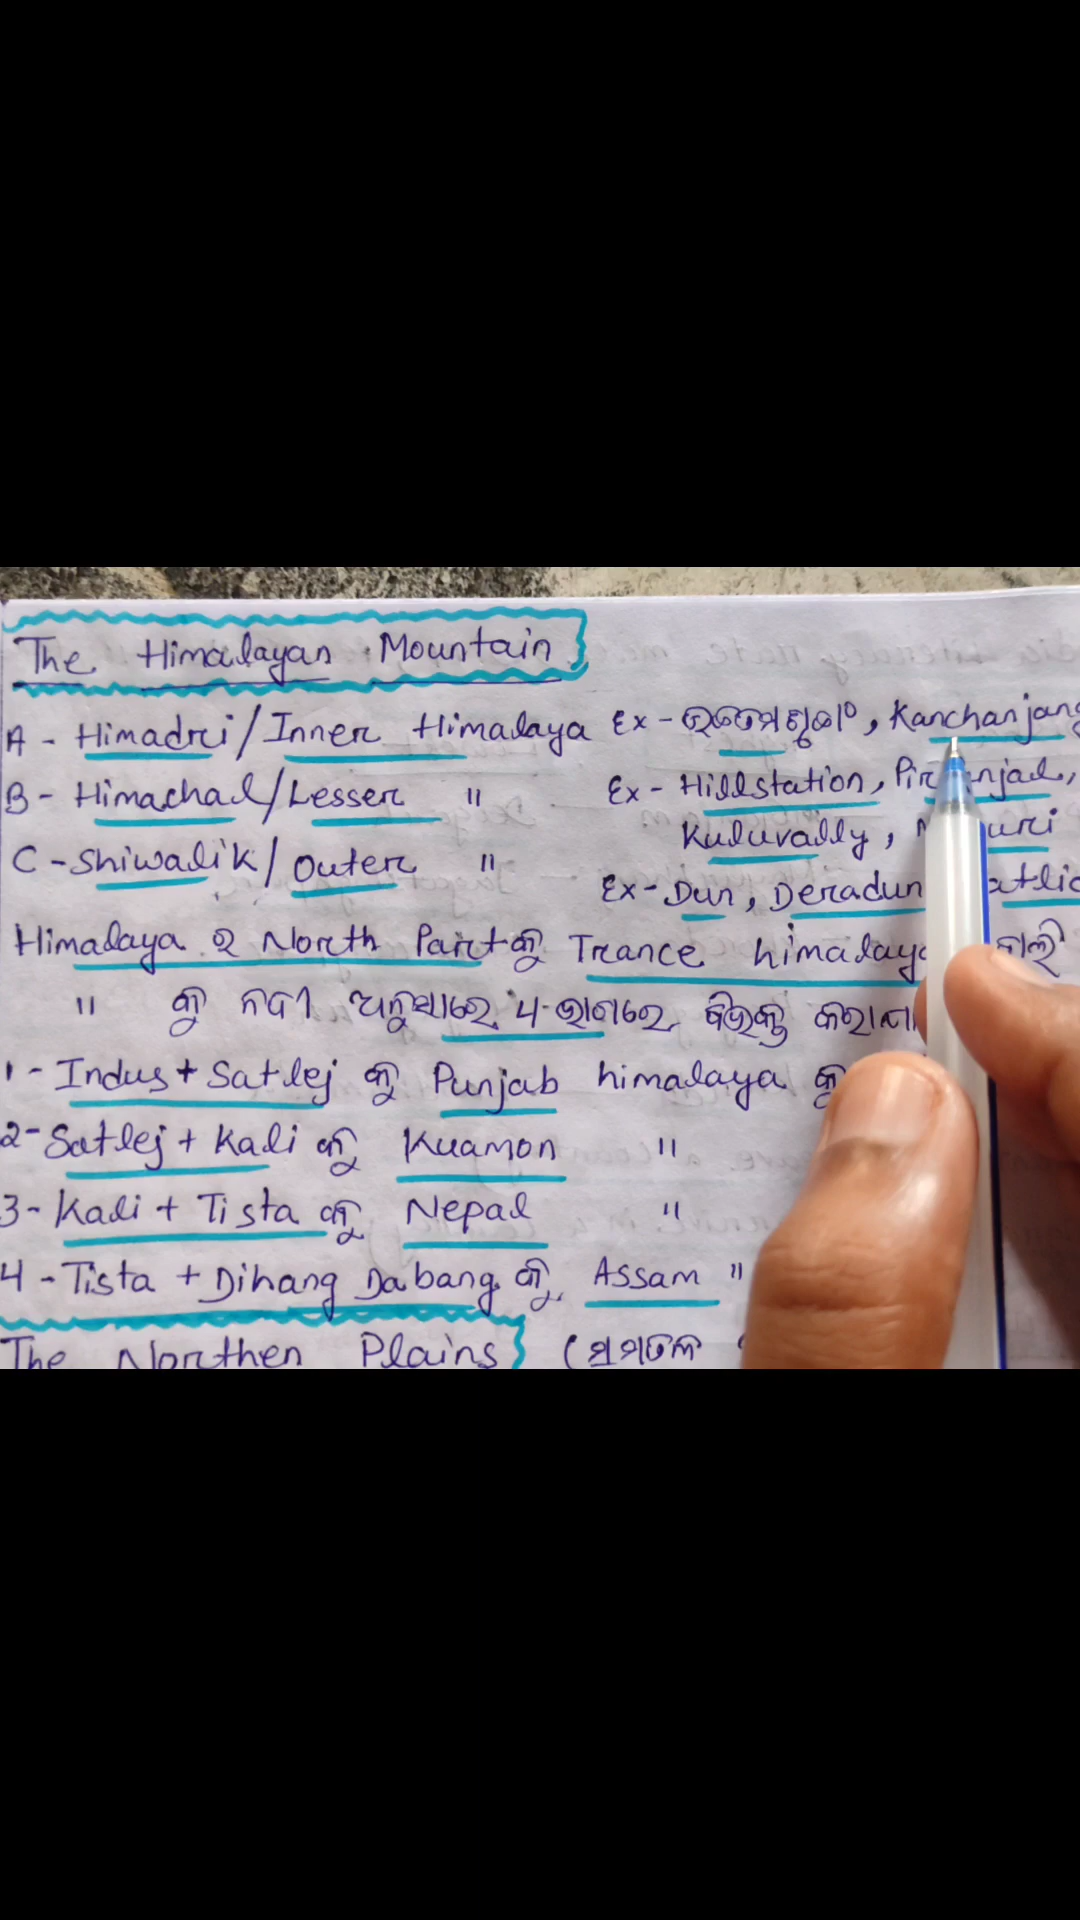 The Himalayan Mountain
A - Himadri/Inner Himalaya Ex - , Kanchanjang
B - Himachal/Lesser " Ex - Hillstation,
Kuluvally,
C - Shiwalik/Outer " Ex - Dun, Deradun
Himalaya ର North Part କୁ Trance himalaya
" କୁ ନଦୀ ଅନୁସାରେ 4-ଭାଗରେ ବିଭକ୍ତ
1 - Indus + Satlej କୁ Punjab himalaya କୁ
2 - Satlej + Kali କୁ Kuamon "
3 - Kali + Tista କୁ Nepal "
4 - Tista + Dihang Dabang କୁ Assam "
The Northen Plains (